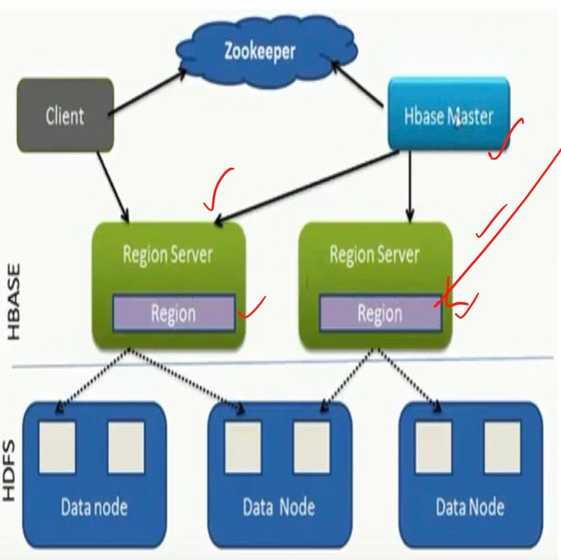 Zookeeper
Client
Hbase Master
Region Server
Region Server
Region
Region
HBASE
HDFS
Data node
Data Node
Data Node